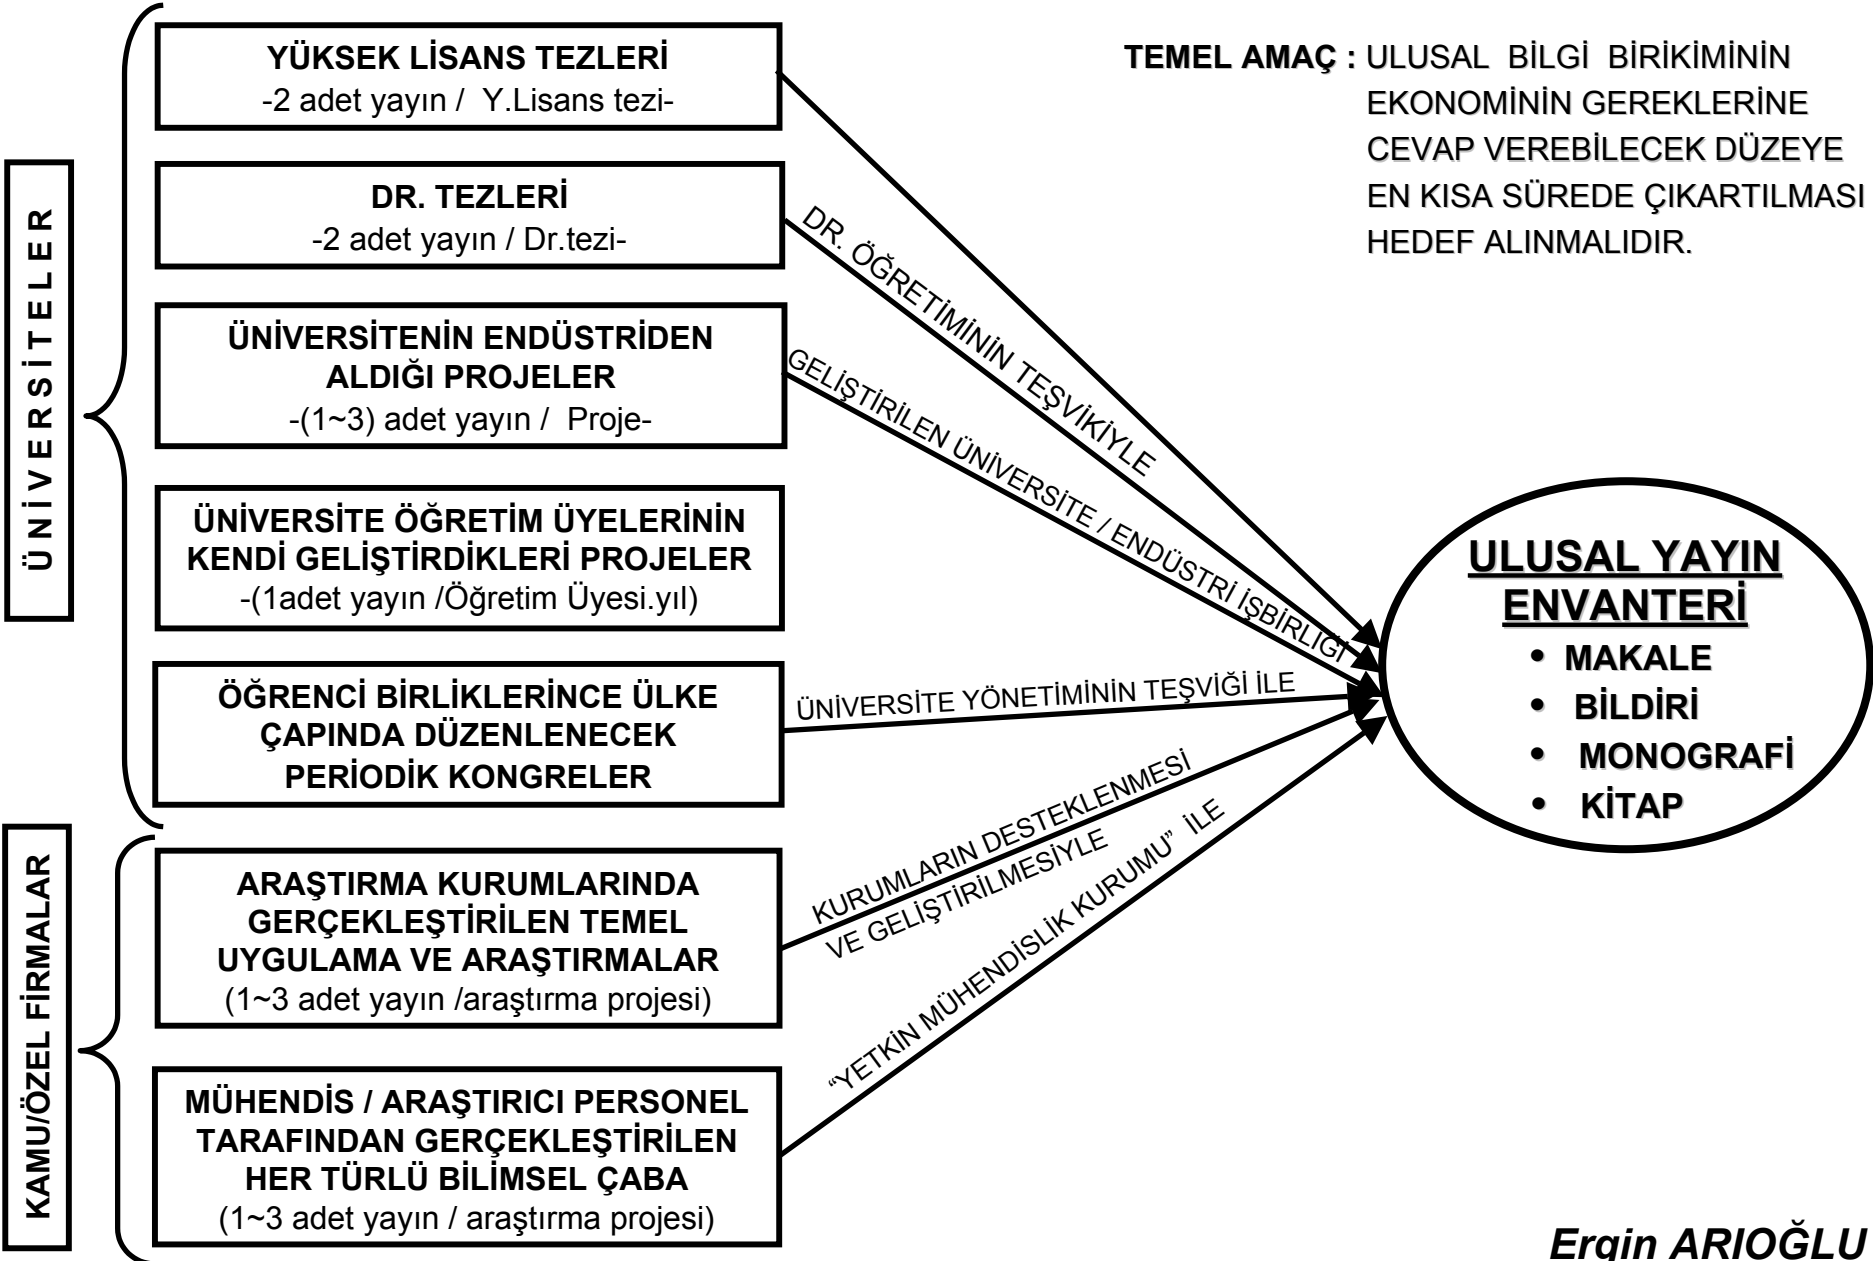 YÜKSEK LİSANS TEZLERİ
-2 adet yayın / Y.Lisans tezi-
TEMEL AMAÇ : ULUSAL BİLGİ BİRİKİMİNİN
EKONOMİNİN GEREKLERİNE
CEVAP VEREBİLECEK DÜZEYE
EN KISA SÜREDE ÇIKARTILMASI
HEDEF ALINMALIDIR.
ÜNİVERSİTELER
DR. TEZLERİ
-2 adet yayın / Dr.tezi-
DR. ÖĞRETİMİNİN TEŞVİKİYLE
ÜNİVERSİTENİN ENDÜSTRİDEN
ALDIĞI PROJELER
-(1~3) adet yayın / Proje-
GELİŞTİRİLEN ÜNİVERSİTE / ENDÜSTRİ İŞBİRLIĞİ
ÜNİVERSİTE ÖĞRETİM ÜYELERİNİN
KENDİ GELİŞTİRDİKLERİ PROJELER
-(1adet yayın /Öğretim Üyesi.yıl)
ÖĞRENCİ BİRLİKLERİNCE ÜLKE
ÇAPINDA DÜZENLENECEK
PERİODİK KONGRELER
ÜNİVERSİTE YÖNETİMİNİN TEŞVİĞİ İLE
KAMU/ÖZEL FİRMALAR
ARAŞTIRMA KURUMLARINDA
GERÇEKLEŞTİRİLEN TEMEL
UYGULAMA VE ARAŞTIRMALAR
(1~3 adet yayın /araştırma projesi)
KURUMLARIN DESTEKLENMESİ
VE GELİŞTİRİLMESİYLE
MÜHENDİS / ARAŞTIRICI PERSONEL
TARAFINDAN GERÇEKLEŞTİRİLEN
HER TÜRLÜ BİLİMSEL ÇABA
(1~3 adet yayın / araştırma projesi)
“YETKİN MÜHENDİSLİK KURUMU” İLE
ULUSAL YAYIN
ENVANTERİ
• MAKALE
• BİLDİRİ
• MONOGRAFİ
• KİTAP
Ergin ARIOĞLU